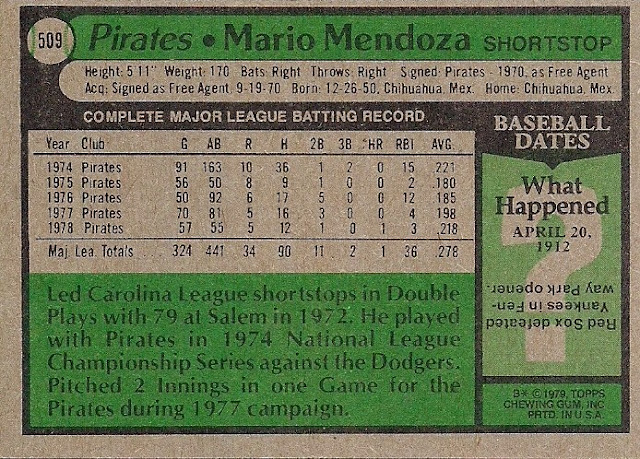 509 Pirates • Mario Mendoza SHORTSTOP
Height: 5'11" Weight: 170 Bats: Right Throws: Right Signed: Pirates - 1970, as Free Agent
Acq: Signed as Free Agent, 9-19-70 Born: 12-26-50, Chihuahua, Mex. Home: Chihuahua, Mex.
COMPLETE MAJOR LEAGUE BATTING RECORD
Year Club G AB R H 2B 3B HR RBI AVG.
1974 Pirates 91 163 10 36 1 2 0 15 .221
1975 Pirates 56 50 8 9 1 0 0 2 .180
1976 Pirates 50 92 6 17 5 0 0 12 .185
1977 Pirates 70 81 5 16 3 0 0 4 .198
1978 Pirates 57 55 5 12 1 0 1 3 .218
Maj. Lea. Total's 324 441 34 90 11 2 1 36 .278
Led Carolina League shortstops in Double
Plays with 79 at Salem in 1972. He played
with Pirates in 1974 National League
Championship Series against the Dodgers.
Pitched 2 Innings in one Game for the
Pirates during 1977 campaign.
BASEBALL
DATES
What
Happened
APRIL 20,
1912
?
Red Sox defeated
Yankees in Fen-
way Park opener.
B* © 1979, TOPPS
CHEWING GUM, INC
PRTD. IN U.S.A.